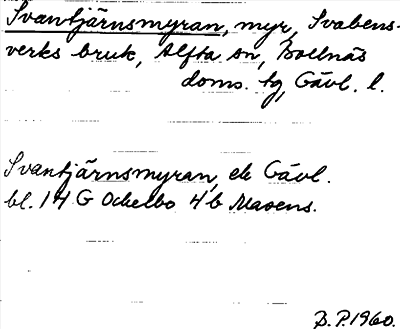 Svantjärnsmyran, myr, Svabens-
verks bruk, Alfta sn, Bollnäs
doms. tg, Gävl. l.
Svantjärnsmyran, ek Gävl.
bl. 14 G Ockelbo 4 b Masens.
B.P. 1960.